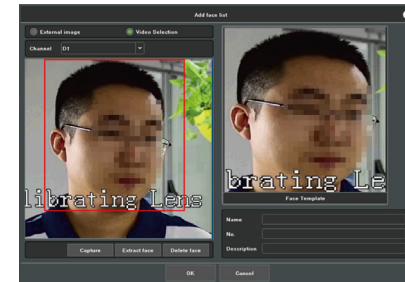 Add face list
External image
Video Selection
Channel D1
librating Lens
brating Le
Face Template
Name
No.
Description
Capture Extract face Delete face
OK Cancel